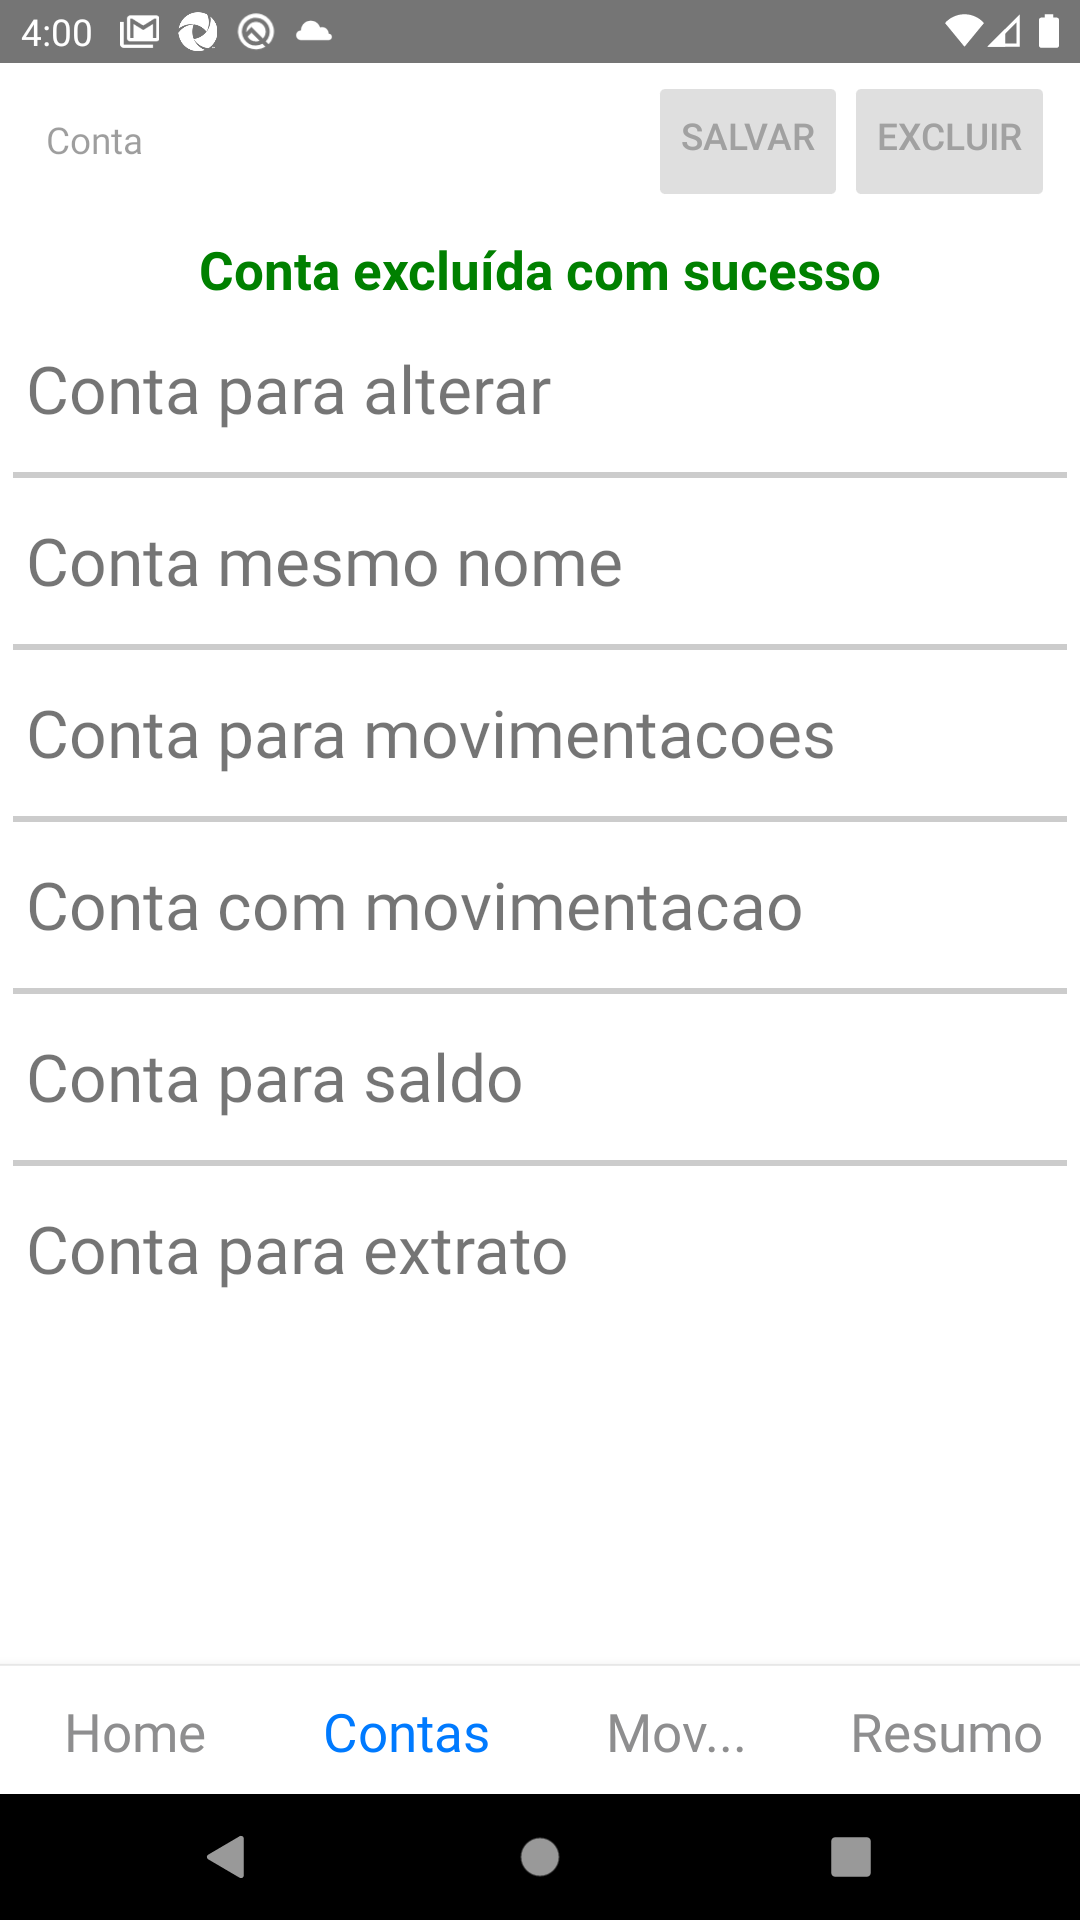 4:00
Conta
SALVAR
EXCLUIR
Conta excluída com sucesso
Conta para alterar
Conta mesmo nome
Conta para movimentacoes
Conta com movimentacao
Conta para saldo
Conta para extrato
Home
Contas
Mov...
Resumo